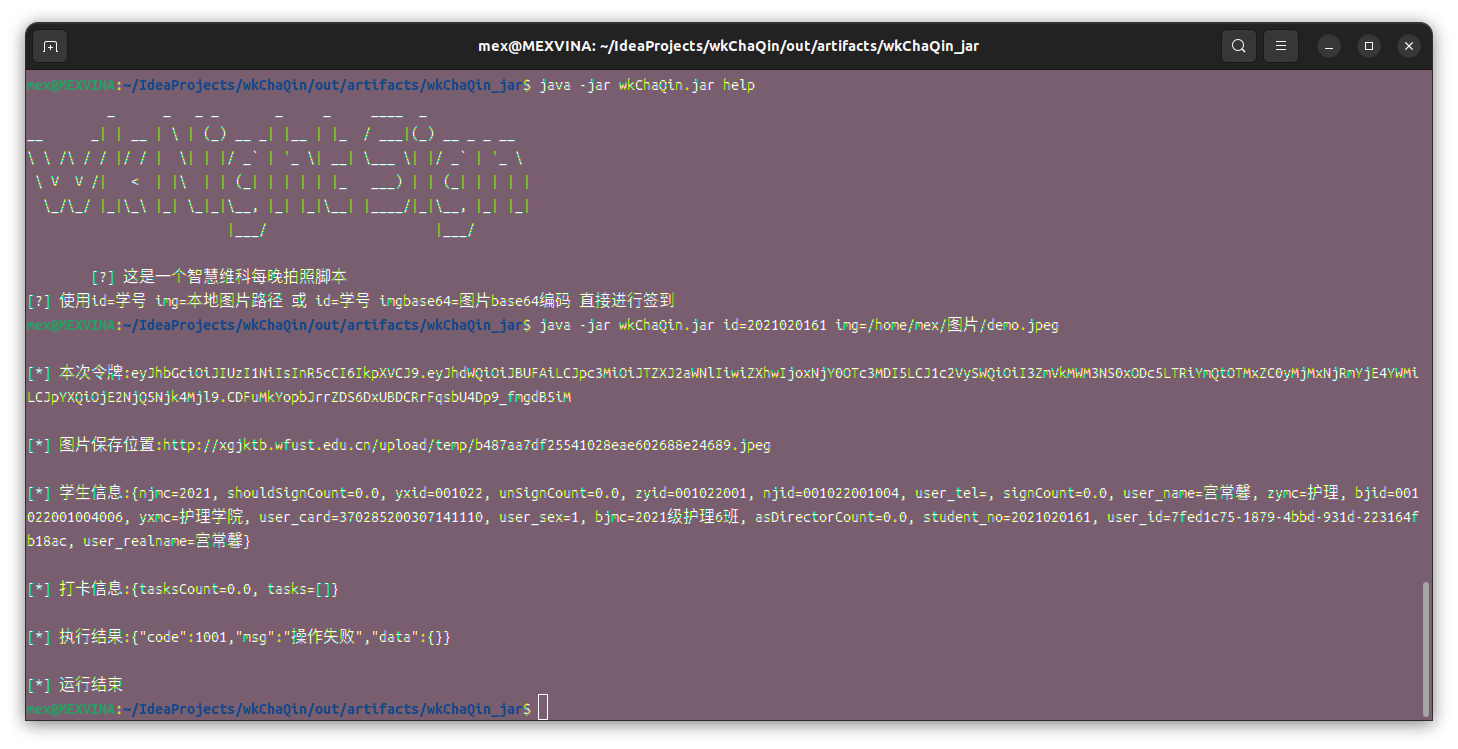 mex@MEXVINA: ~/IdeaProjects/wkChaQin/out/artifacts/wkChaQin_jar
mex@MEXVINA:~/IdeaProjects/wkChaQin/out/artifacts/wkChaQin_jar$ java -jar wkChaQin.jar help
wkNight Sign
[?] 这是一个智慧维科每晚拍照脚本
[?] 使用id=学号 img=本地图片路径 或 id=学号 imgbase64=图片base64编码 直接进行签到
mex@MEXVINA:~/IdeaProjects/wkChaQin/out/artifacts/wkChaQin_jar$ java -jar wkChaQin.jar id=2021020161 img=/home/mex/图片/demo.jpeg
[*] 本次令牌:eyJhbGciOiJIUzI1NiIsInR5cCI6IkpXVCJ9.eyJhdWQiOiJBUFAiLCJpc3MiOiJTZXJ2aWNlIiwiZXhwIjoxNjY0OTc3MDI5LCJ1c2VySWQiOiI3ZmVkMWM3NS0xODc5LTRiYmQtOTMxZC0yMjMxNjRmYjE4YWMi
LCJpYXQiOjE2NjQ5Njk4Mjl9.CDFuMkYopbJrrZDS6DxUBDCRrFqsbU4Dp9_fmgdB5iM
[*] 图片保存位置:http://xgjktb.wfust.edu.cn/upload/temp/b487aa7df25541028eae602688e24689.jpeg
[*] 学生信息:{njmc=2021, shouldSignCount=0.0, yxid=001022, unSignCount=0.0, zyid=001022001, njid=001022001004, user_tel=, signCount=0.0, user_name=宫常馨, zymc=护理, bjid=001
022001004006, yxmc=护理学院, user_card=370285200307141110, user_sex=1, bjmc=2021级护理6班, asDirectorCount=0.0, student_no=2021020161, user_id=7fed1c75-1879-4bbd-931d-223164f
b18ac, user_realname=宫常馨}
[*] 打卡信息:{tasksCount=0.0, tasks=[]}
[*] 执行结果:{"code":1001,"msg":"操作失败","data":{}}
[*] 运行结束
mex@MEXVINA:~/IdeaProjects/wkChaQin/out/artifacts/wkChaQin_jar$